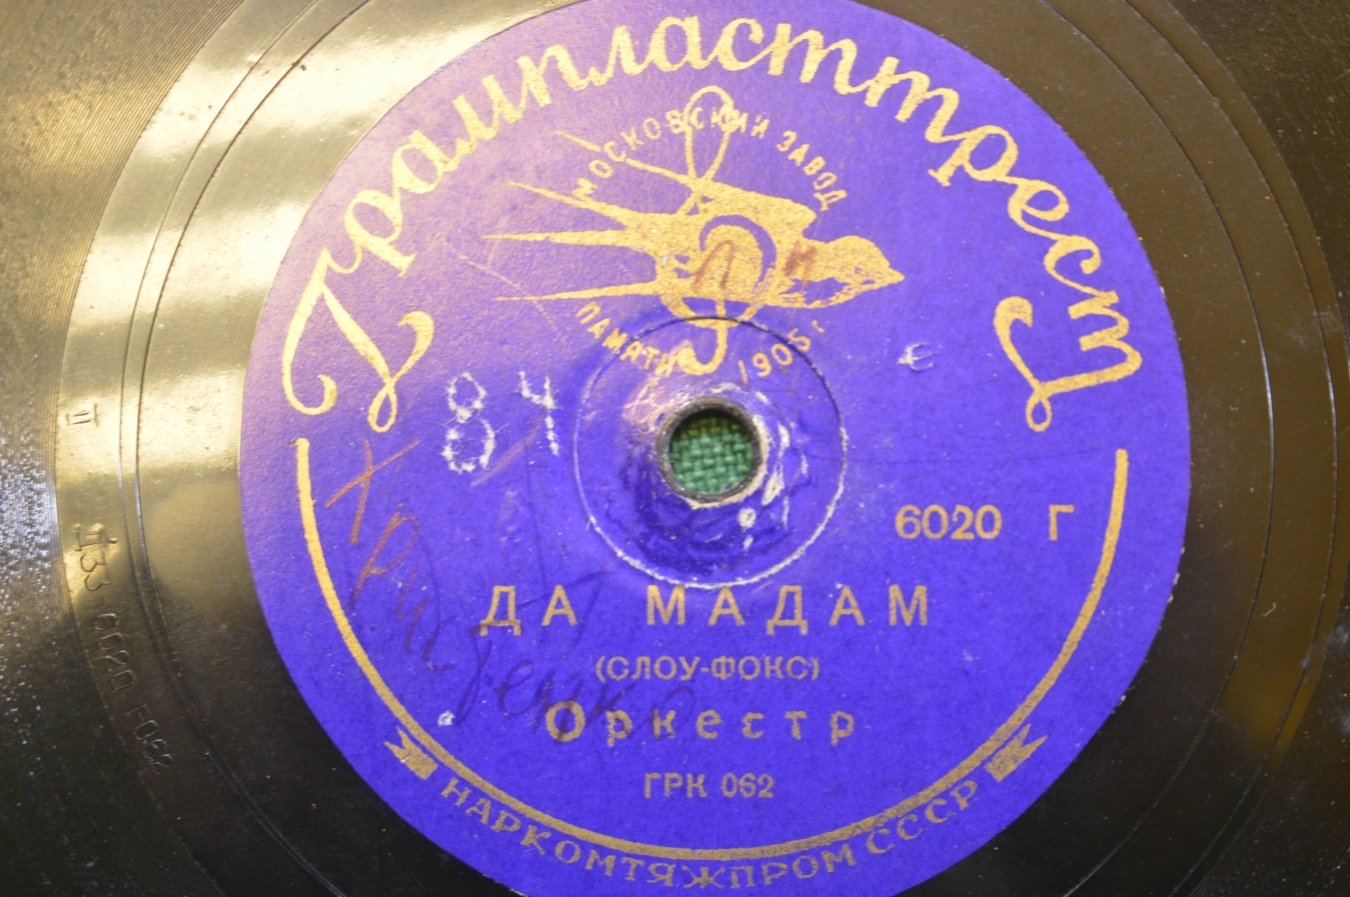 Грампласттрест
МОСКОВСКИЙ ЗАВОД
ПАМЯТИ 1905 г.
84
6020 Г
ДА МАДАМ
(СЛОУ-ФОКС)
Оркестр
ГРК 062
НАРКОМТЯЖПРОМ СССР